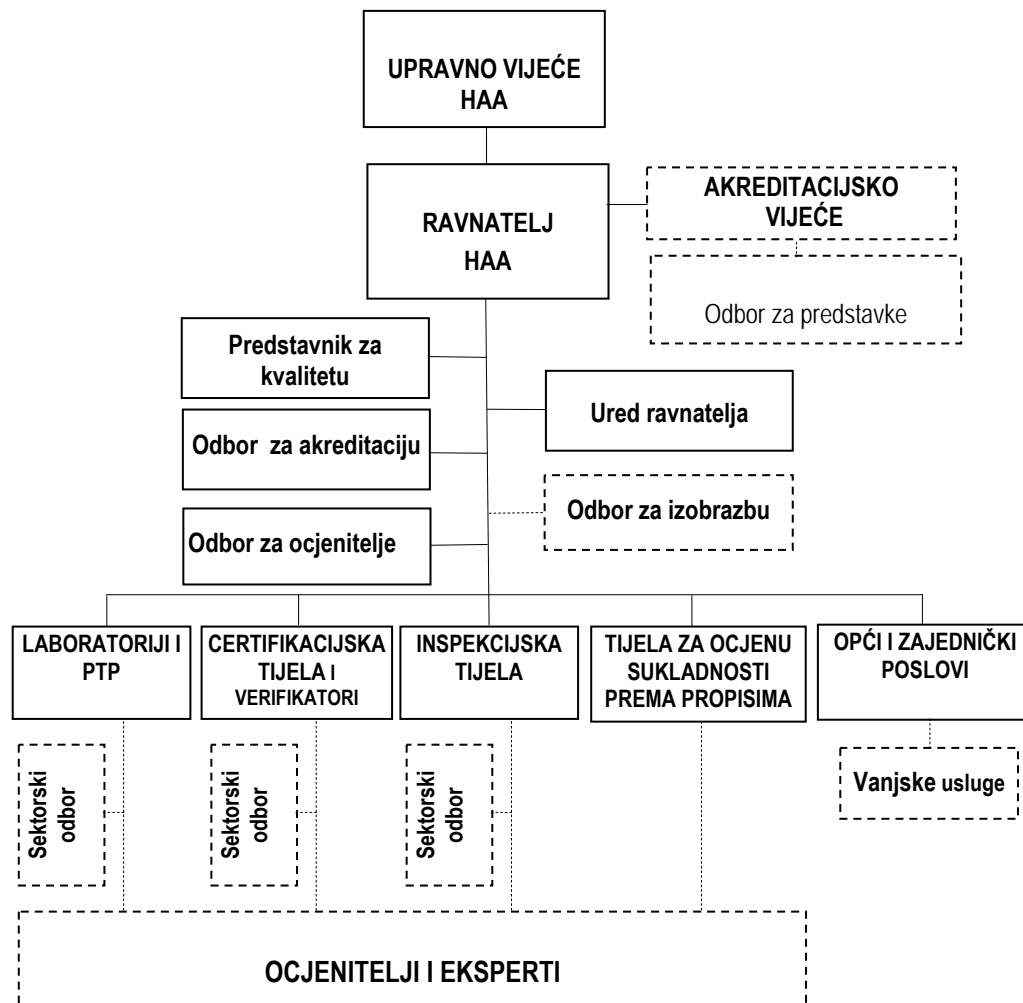 UPRAVNO VIJEĆE
HAA
RAVNATELJ
HAA
AKREDITACIJSKO
VIJEĆE
Odbor za predstavke
Predstavnik za
kvalitetu
Ured ravnatelja
Odbor za akreditaciju
Odbor za izobrazbu
Odbor za ocjenitelje
LABORATORIJI I
PTP
CERTIFIKACIJSKA
TIJELA I
VERIFIKATORI
INSPEKCIJSKA
TIJELA
TIJELA ZA OCJENU
SUKLADNOSTI
PREMA PROPISIMA
OPĆI I ZAJEDNIČKI
POSLOVI
Sektorski
odbor
Sektorski
odbor
Sektorski
odbor
Vanjske usluge
OCJENITELJI I EKSPERTI